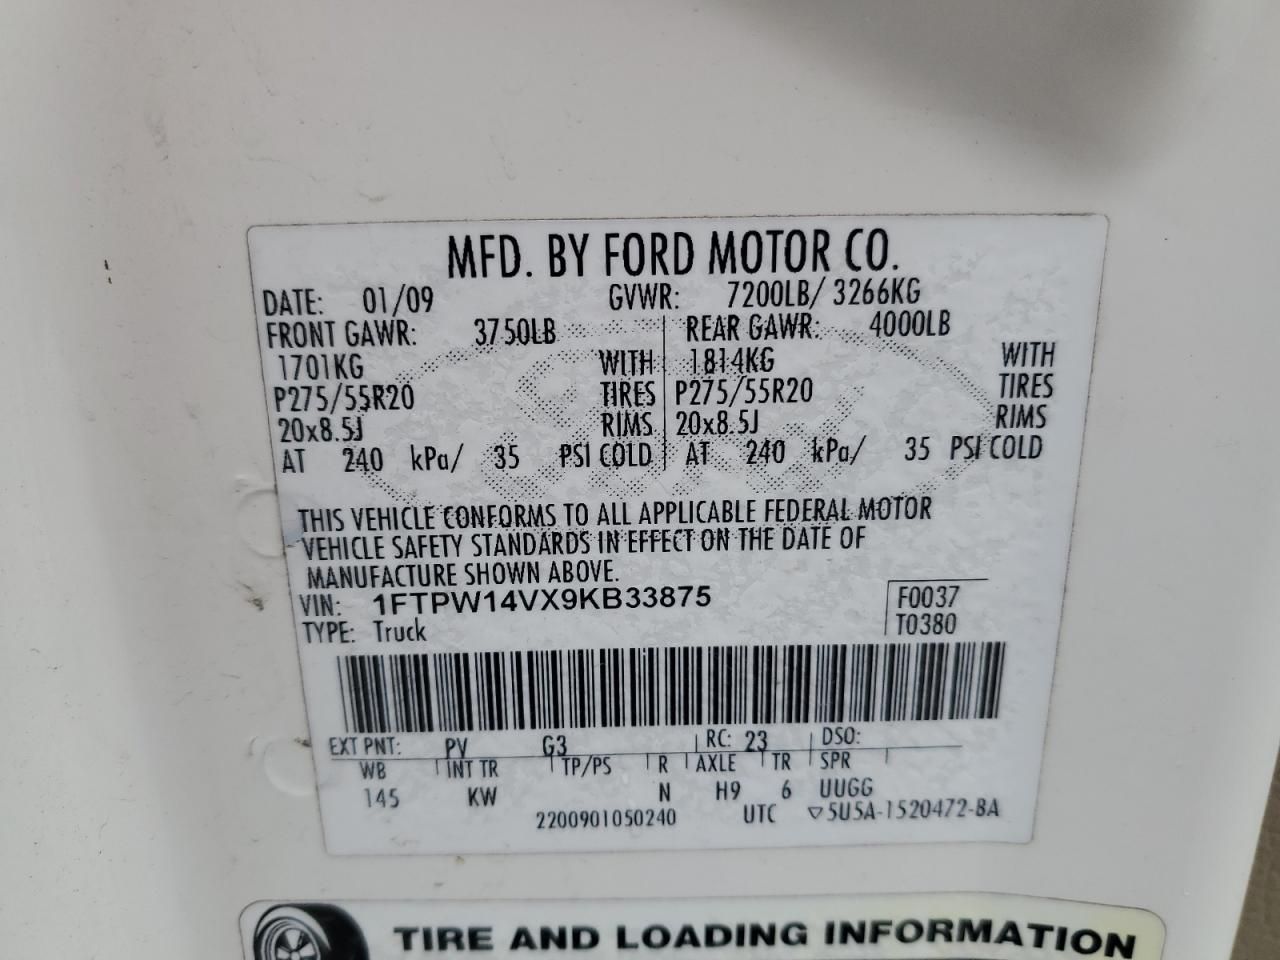 MFD. BY FORD MOTOR CO.
DATE: 01/09 GVWR: 7200LB/ 3266KG
FRONT GAWR: 3750LB REAR GAWR: 4000LB
1701KG WITH 1814KG WITH
P275/55R20 TIRES P275/55R20 TIRES
20x8.5J RIMS 20x8.5J RIMS
AT 240 kPa/ 35 PSI COLD AT 240 kPa/ 35 PSI COLD
THIS VEHICLE CONFORMS TO ALL APPLICABLE FEDERAL MOTOR
VEHICLE SAFETY STANDARDS IN EFFECT ON THE DATE OF
MANUFACTURE SHOWN ABOVE.
VIN: 1FTPW14VX9KB33875 F0037
TYPE: Truck T0380
EXT PNT: PV G3 RC: 23 DSO:
WB INT TR TP/PS R AXLE TR SPR
145 KW N H9 6 UUGG
2200901050240 UTC ▽5U5A-1520472-BA
TIRE AND LOADING INFORMATION